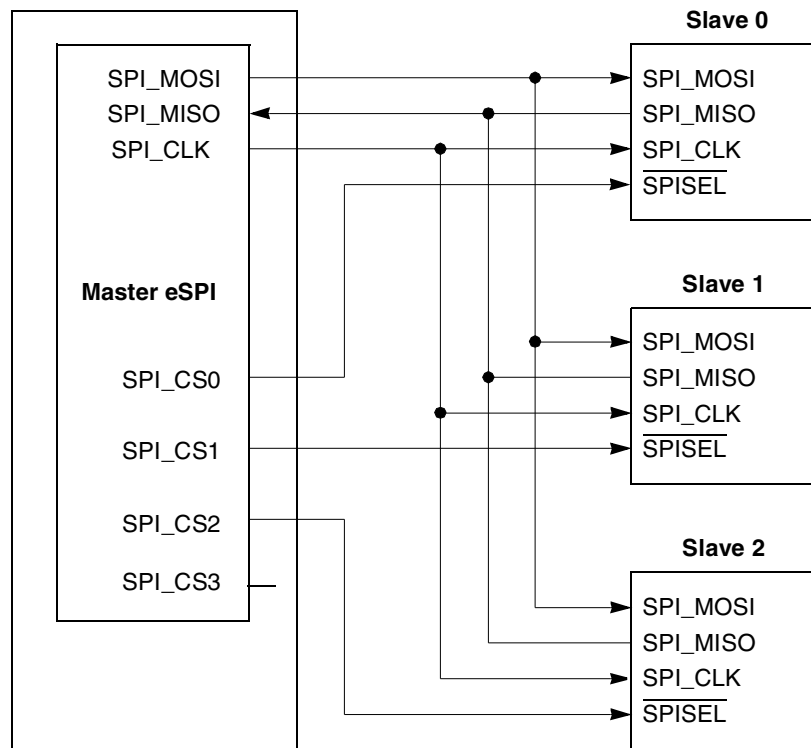 SPI_MOSI
SPI_MISO
SPI_CLK
Master eSPI
SPI_CS0
SPI_CS1
SPI_CS2
SPI_CS3
Slave 0
SPI_MOSI
SPI_MISO
SPI_CLK
SPISEL
Slave 1
SPI_MOSI
SPI_MISO
SPI_CLK
SPISEL
Slave 2
SPI_MOSI
SPI_MISO
SPI_CLK
SPISEL